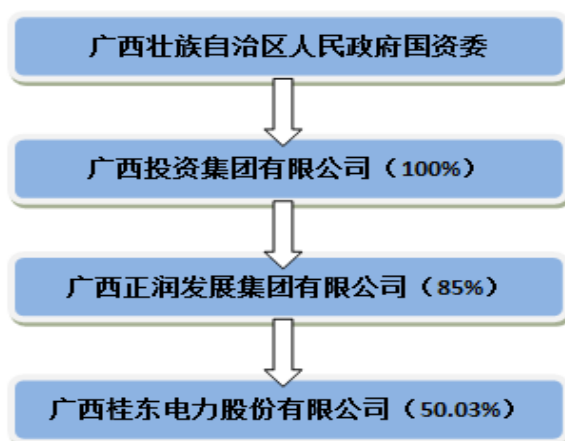 广西壮族自治区人民政府国资委
广西投资集团有限公司（100%）
广西正润发展集团有限公司（85%）
广西桂东电力股份有限公司（50.03%）